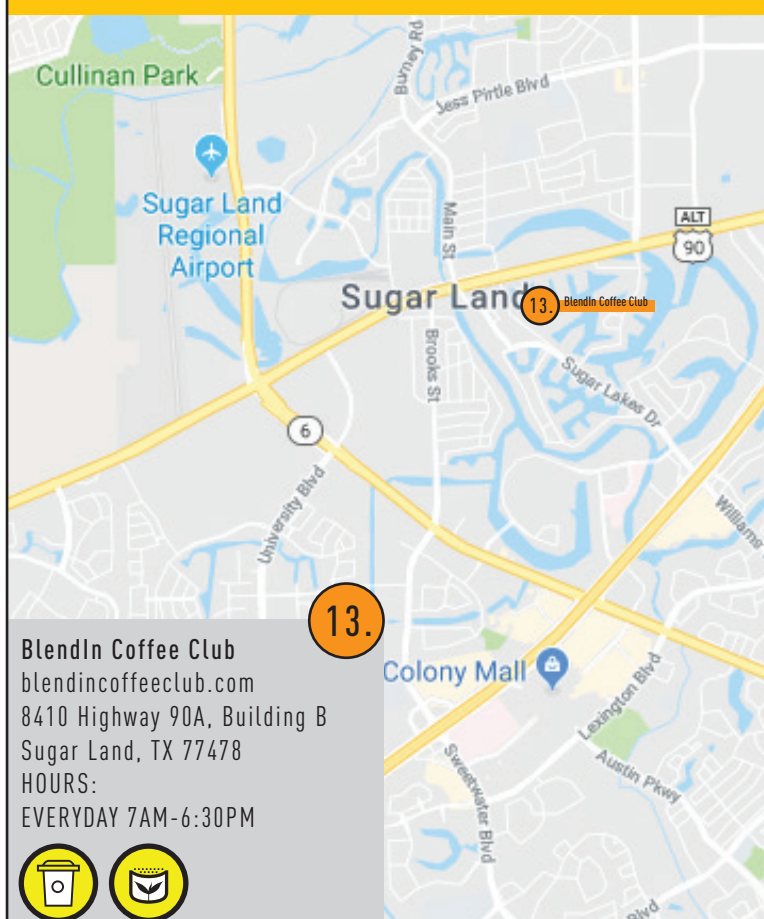 Burney Rd
Cullinan Park
Jess Pirtle Blvd
Sugar Land
Regional
Airport
Main St
ALT
90
Sugar Land
13.
BlendIn Coffee Club
Brooks St
Sugar Lakes Dr
6
University Blvd
Williams
13.
BlendIn Coffee Club
blendincoffeeclub.com
8410 Highway 90A, Building B
Sugar Land, TX 77478
HOURS:
EVERYDAY 7AM-6:30PM
Colony Mall
Lexington Blvd
Austin Pkwy
Sweetwater Blvd
Blvd